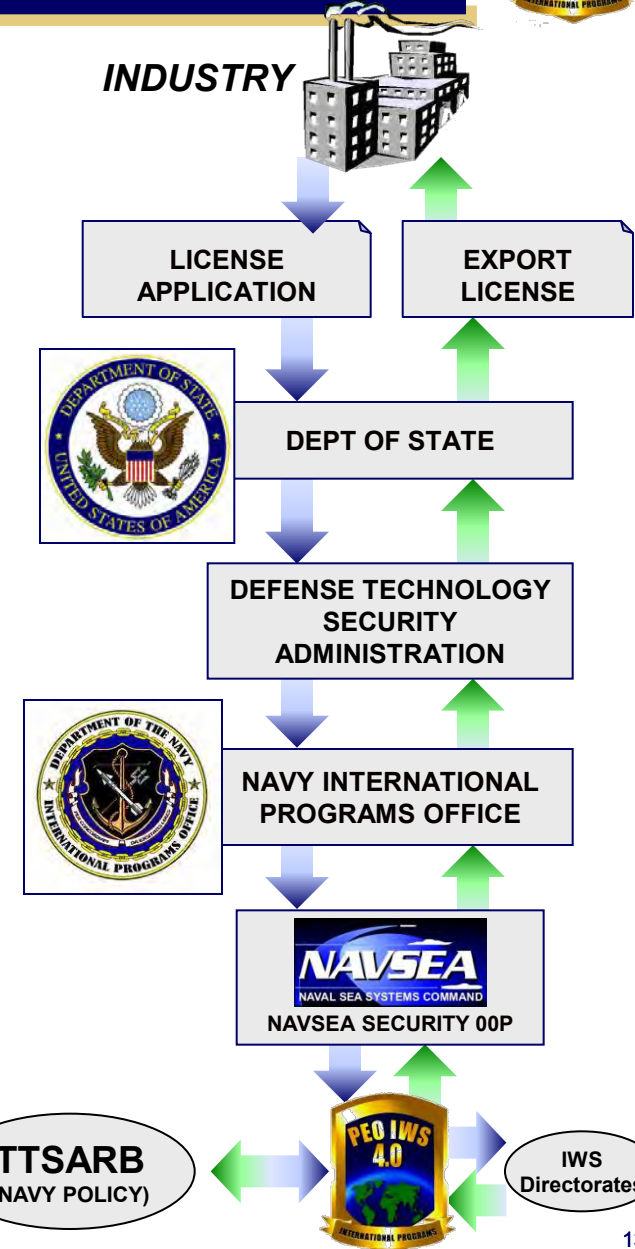 INTERNATIONAL PROGRAMS
INDUSTRY
LICENSE
APPLICATION
EXPORT
LICENSE
DEPARTMENT OF STATE
UNITED STATES OF AMERICA
DEPT OF STATE
DEFENSE TECHNOLOGY
SECURITY
ADMINISTRATION
DEPARTMENT OF THE NAVY
INTERNATIONAL PROGRAMS OFFICE
NAVY INTERNATIONAL
PROGRAMS OFFICE
NAVSEA
NAVAL SEA SYSTEMS COMMAND
NAVSEA SECURITY 00P
PEO IWS
4.0
INTERNATIONAL PROGRAMS
TTSARB
NAVY POLICY)
IWS
Directorates